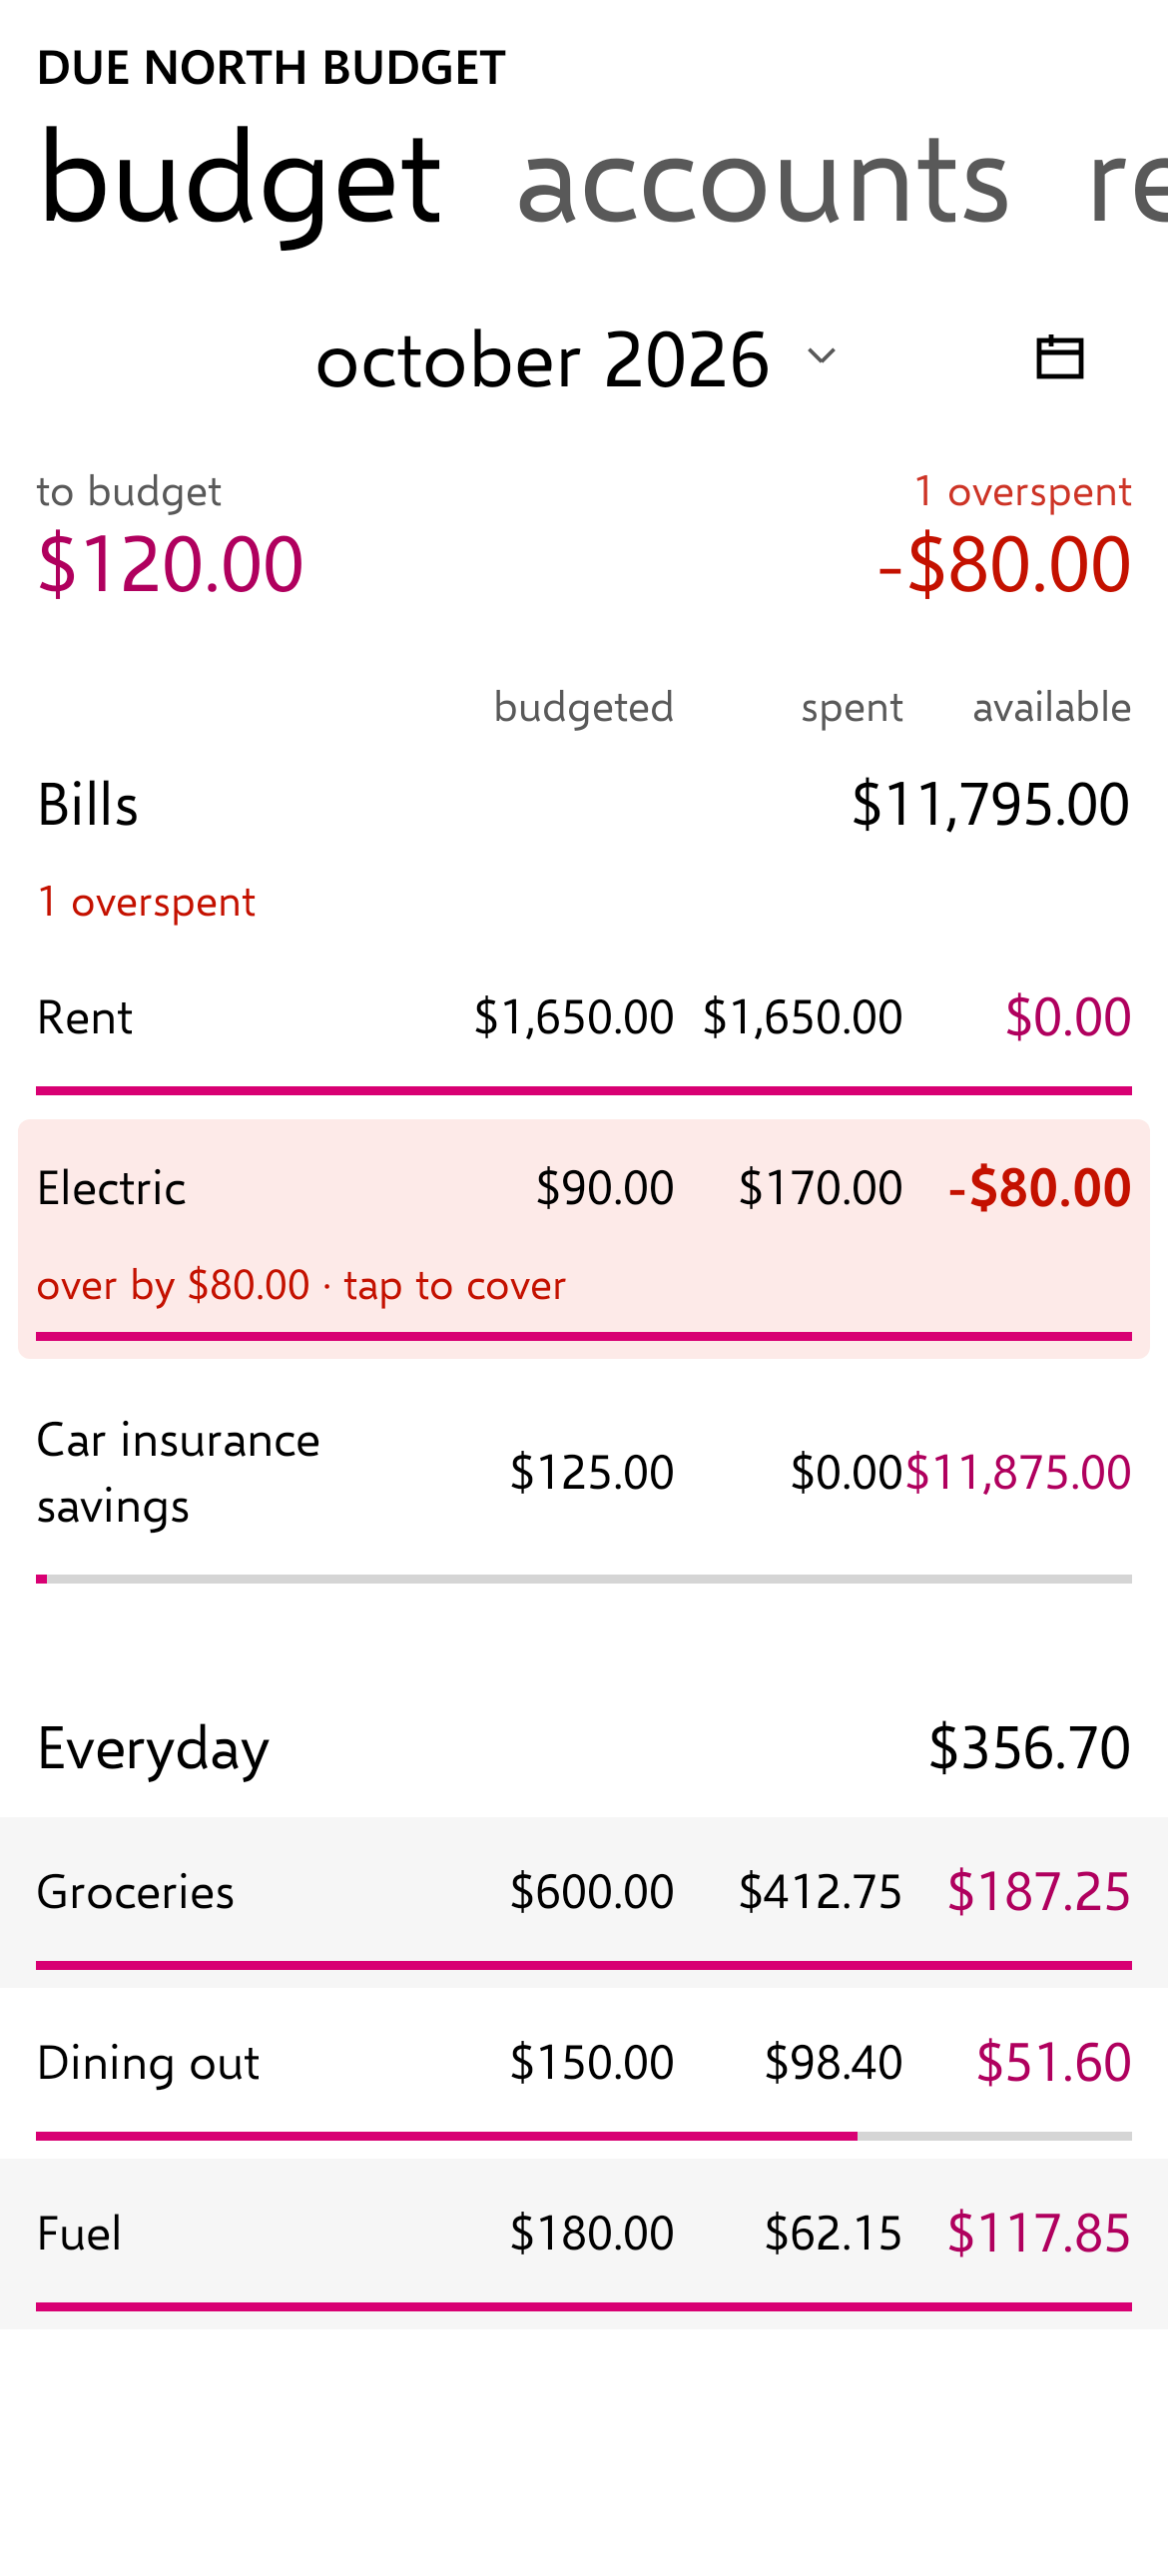 DUE NORTH BUDGET
budget accounts re
october 2026
to budget 1 overspent
$120.00 -$80.00
budgeted spent available
Bills $11,795.00
1 overspent
Rent $1,650.00 $1,650.00 $0.00
Electric $90.00 $170.00 -$80.00
over by $80.00 · tap to cover
Car insurance
savings $125.00 $0.00 $11,875.00
Everyday $356.70
Groceries $600.00 $412.75 $187.25
Dining out $150.00 $98.40 $51.60
Fuel $180.00 $62.15 $117.85